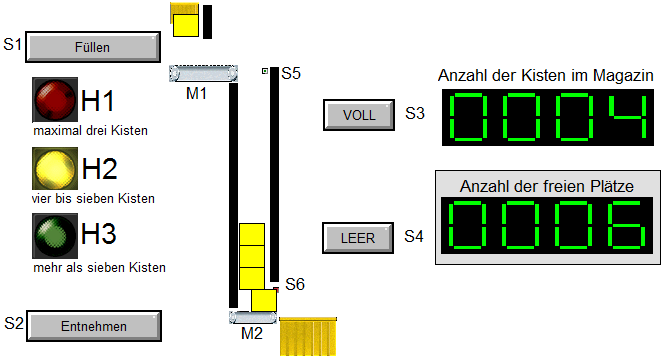 S1
Füllen
H1
maximal drei Kisten
H2
vier bis sieben Kisten
H3
mehr als sieben Kisten
S2
Entnehmen
M1
S5
S6
M2
VOLL
S3
LEER
S4
Anzahl der Kisten im Magazin
0004
Anzahl der freien Plätze
0006